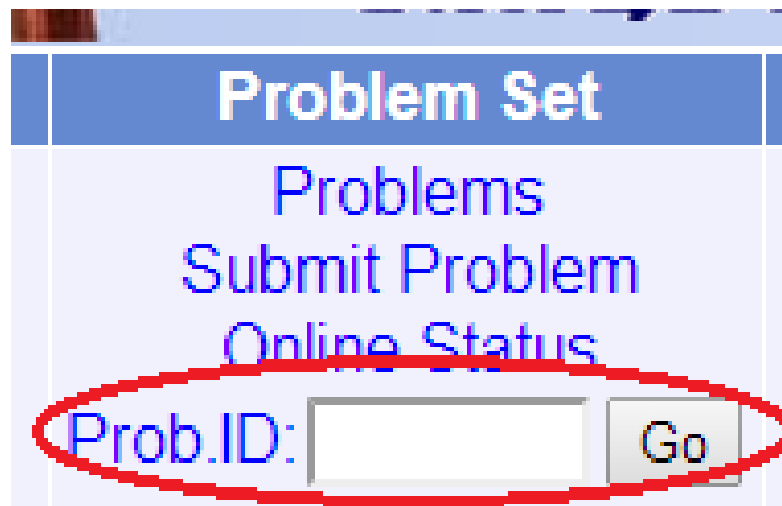 Problem Set
Problems
Submit Problem
Online Status
Prob.ID:
Go